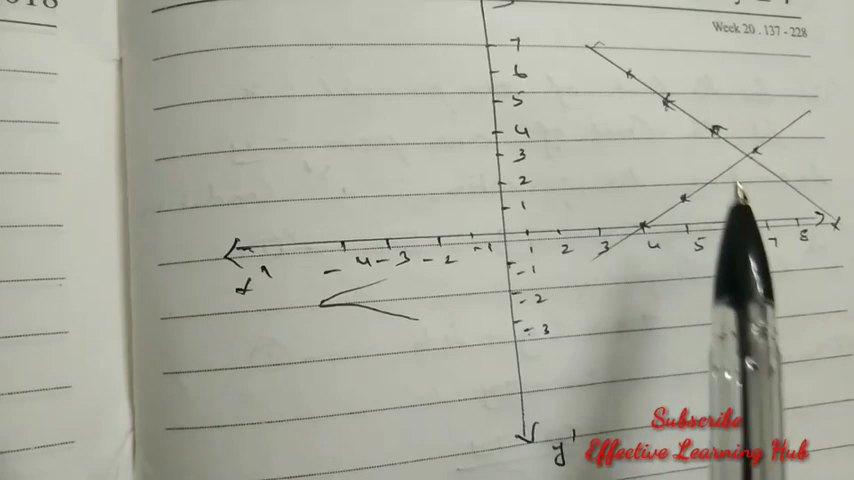 Week 20 . 137 - 228
7
6
5
4
3
2
1
- 4 - 3 - 2 -1 1 2 3 4 5 7 8
-1
-2
-3
y'
Subscribe
Effective Learning Hub